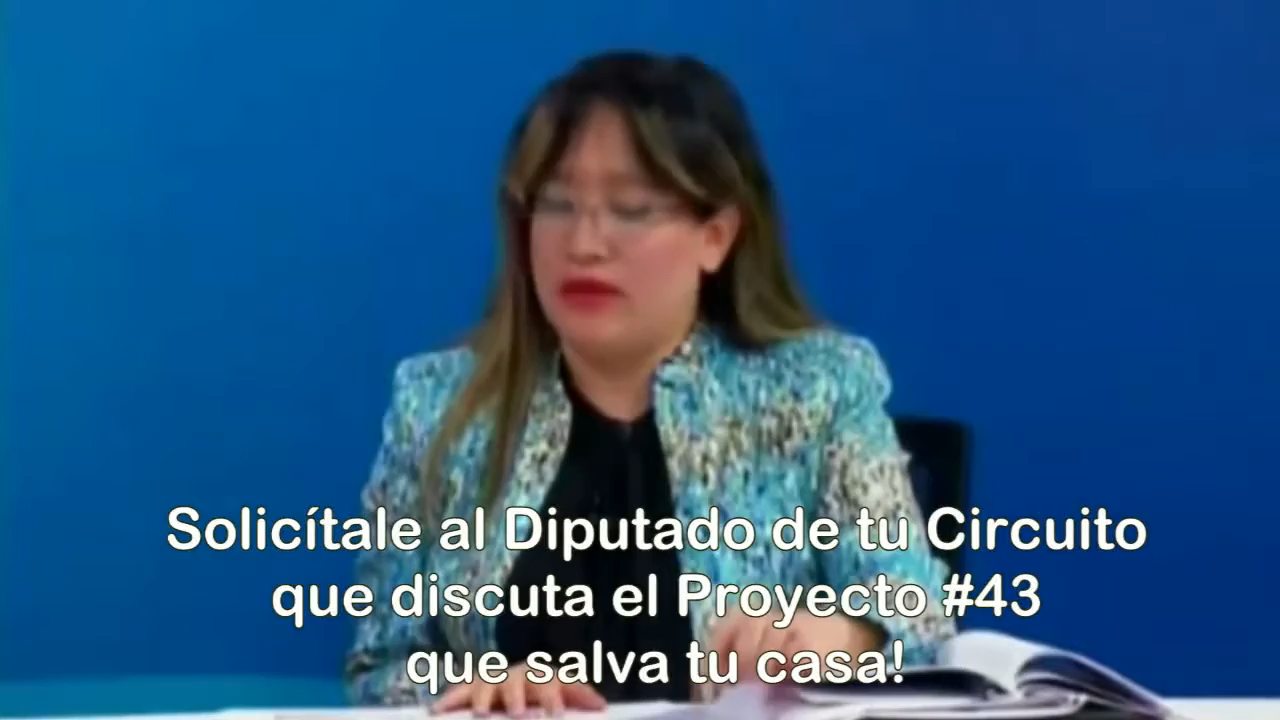 Solicítale al Diputado de tu Circuito
que discuta el Proyecto #43
que salva tu casa!